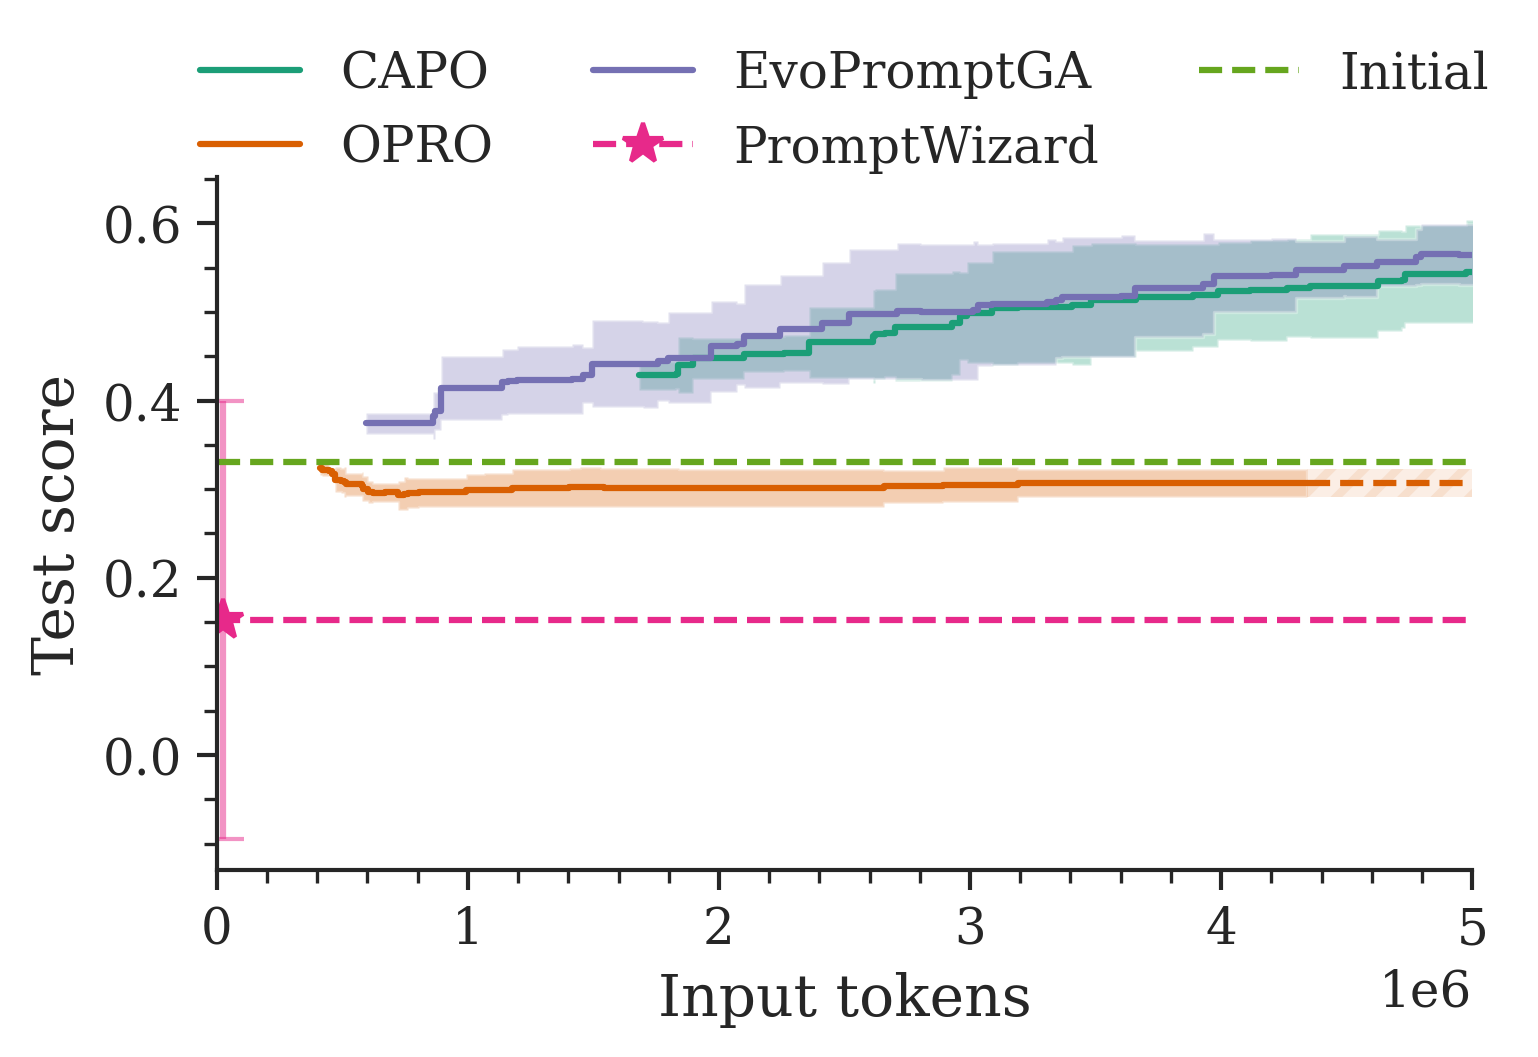 CAPO EvoPromptGA Initial
OPRO PromptWizard
0.6
0.4
0.2
0.0
Test score
0 1 2 3 4 5
1e6
Input tokens